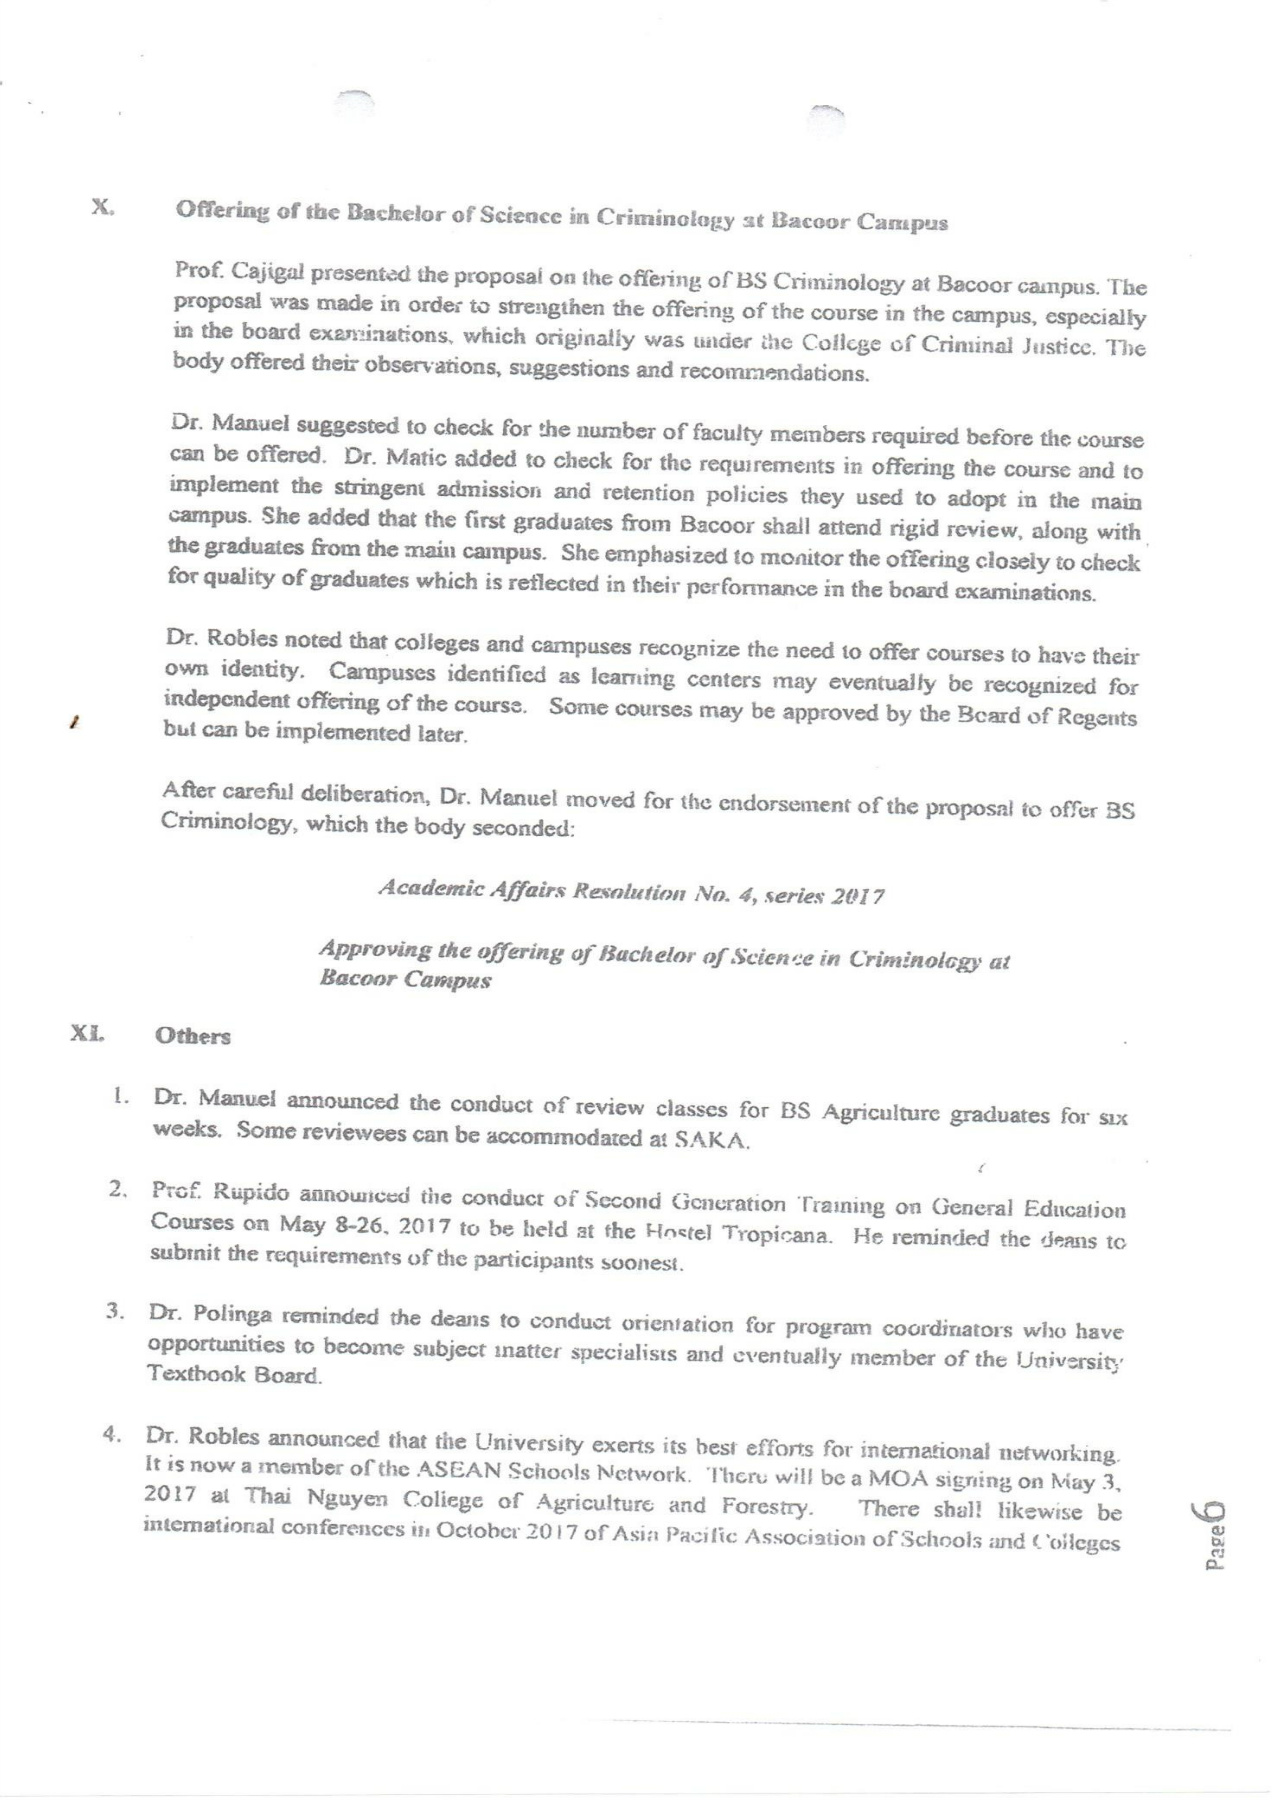 X. Offering of the Bachelor of Science in Criminology at Bacoor Campus
Prof. Cajigal presented the proposal on the offering of BS Criminology at Bacoor campus. The
proposal was made in order to strengthen the offering of the course in the campus, especially
in the board examinations, which originally was under the College of Criminal Justice. The
body offered their observations, suggestions and recommendations.
Dr. Manuel suggested to check for the number of faculty members required before the course
can be offered. Dr. Matic added to check for the requirements in offering the course and to
implement the stringent admission and retention policies they used to adopt in the main
campus. She added that the first graduates from Bacoor shall attend rigid review, along with
the graduates from the main campus. She emphasized to monitor the offering closely to check
for quality of graduates which is reflected in their performance in the board examinations.
Dr. Robles noted that colleges and campuses recognize the need to offer courses to have their
own identity. Campuses identified as learning centers may eventually be recognized for
independent offering of the course. Some courses may be approved by the Board of Regents
but can be implemented later.
After careful deliberation, Dr. Manuel moved for the endorsement of the proposal to offer BS
Criminology, which the body seconded:
Academic Affairs Resolution No. 4, series 2017
Approving the offering of Bachelor of Science in Criminology at
Bacoor Campus
XI. Others
1. Dr. Manuel announced the conduct of review classes for BS Agriculture graduates for six
weeks. Some reviewees can be accommodated at SAKA.
2. Prof. Rupido announced the conduct of Second Generation Training on General Education
Courses on May 8-26, 2017 to be held at the Hostel Tropicana. He reminded the deans to
submit the requirements of the participants soonest.
3. Dr. Polinga reminded the deans to conduct orientation for program coordinators who have
opportunities to become subject matter specialists and eventually member of the University
Textbook Board.
4. Dr. Robles announced that the University exerts its best efforts for international networking.
It is now a member of the ASEAN Schools Network. There will be a MOA signing on May 3,
2017 at Thai Nguyen College of Agriculture and Forestry. There shall likewise be
international conferences in October 2017 of Asia Pacific Association of Schools and Colleges
Page 6